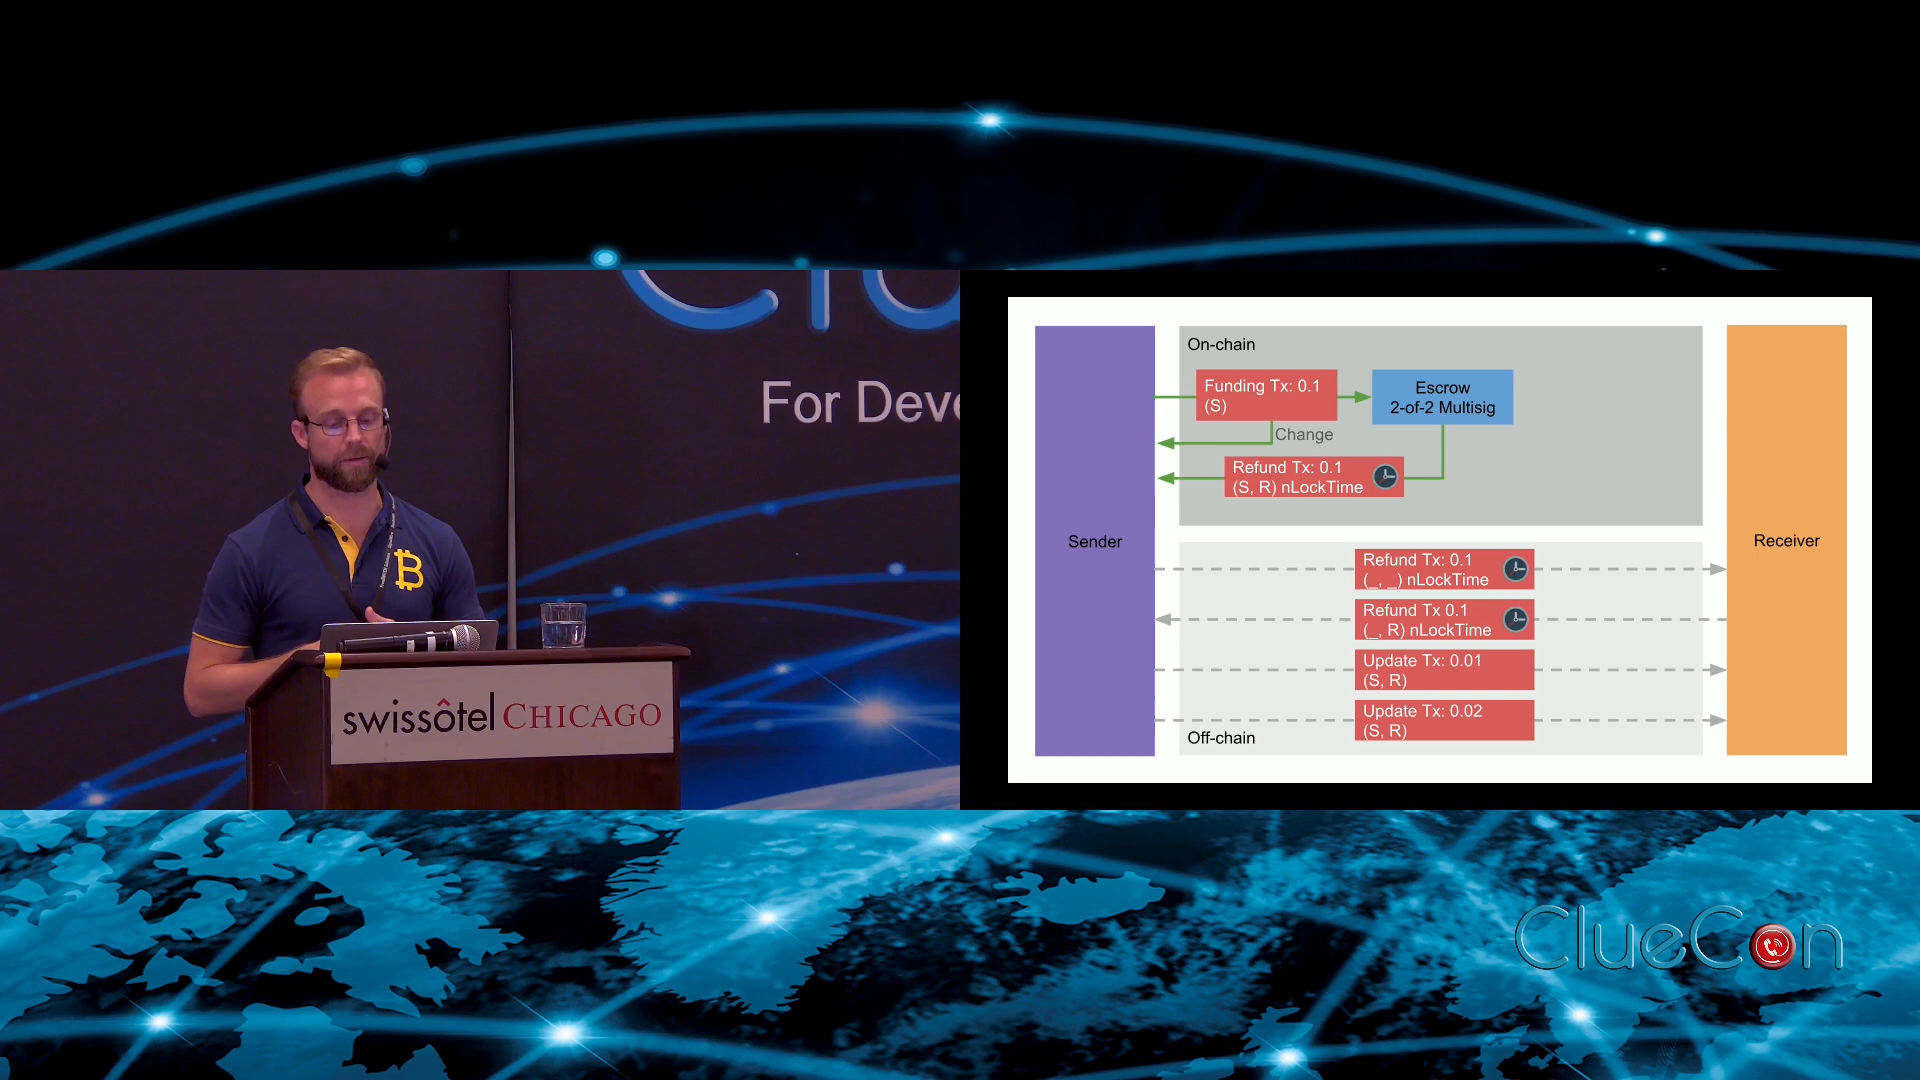 For Deve
swissôtel CHICAGO
On-chain
Funding Tx: 0.1
(S)
Escrow
2-of-2 Multisig
Change
Refund Tx: 0.1
(S, R) nLockTime
Sender
Receiver
Refund Tx: 0.1
(_, _) nLockTime
Refund Tx 0.1
(_, R) nLockTime
Update Tx: 0.01
(S, R)
Update Tx: 0.02
(S, R)
Off-chain
ClueCon